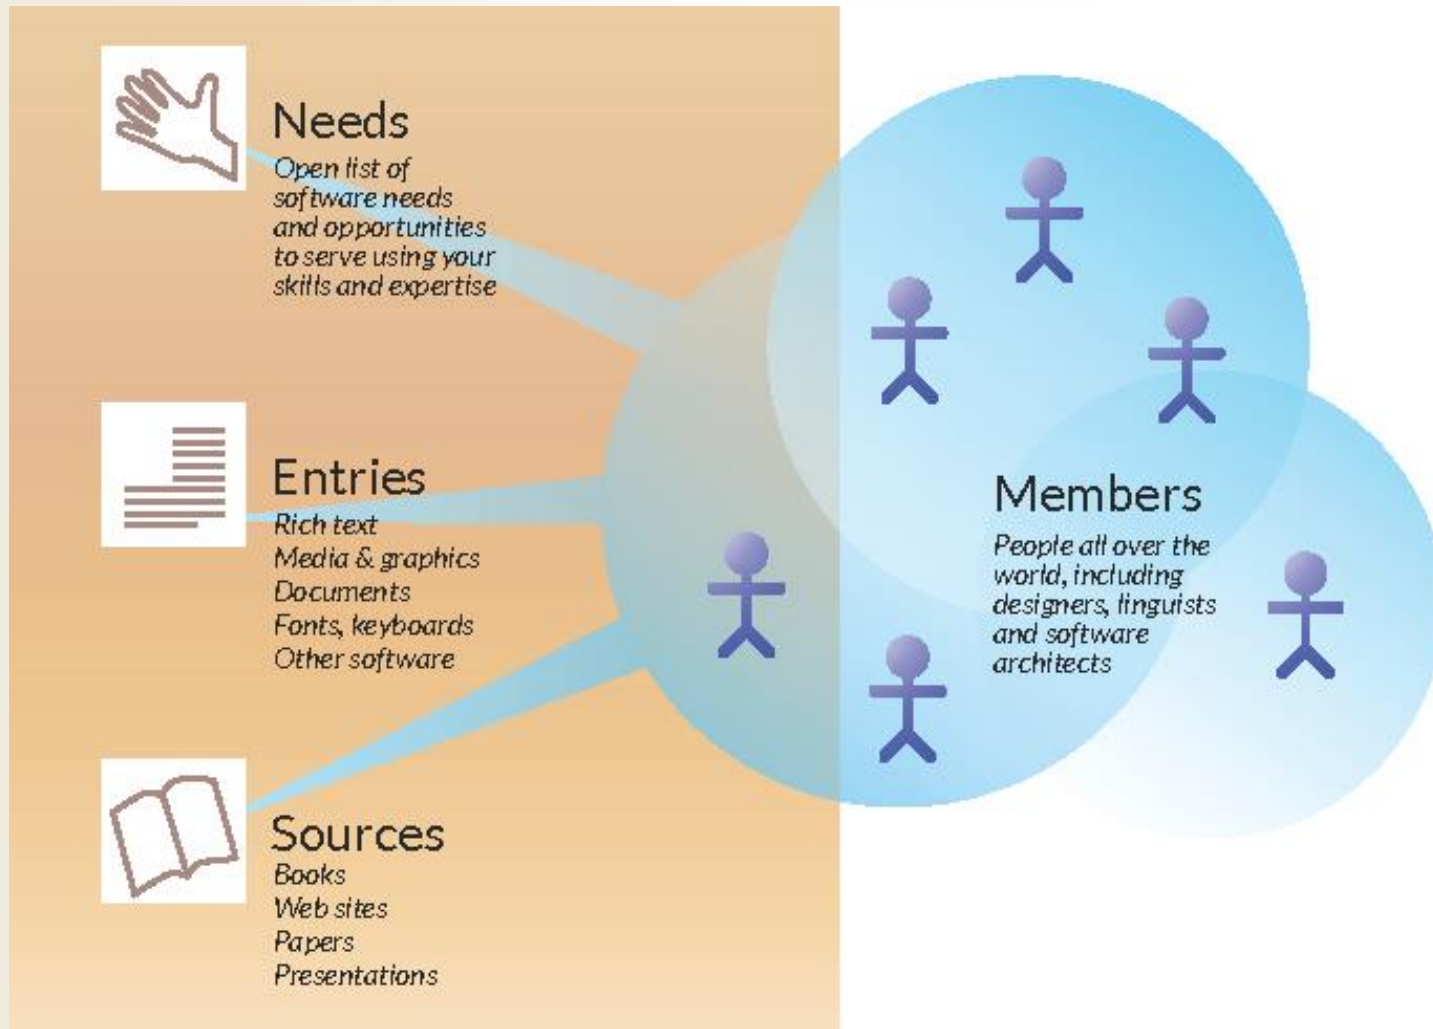 Needs
Open list of
software needs
and opportunities
to serve using your
skills and expertise
Entries
Rich text
Media & graphics
Documents
Fonts, keyboards
Other software
Sources
Books
Web sites
Papers
Presentations
Members
People all over the
world, including
designers, linguists
and software
architects